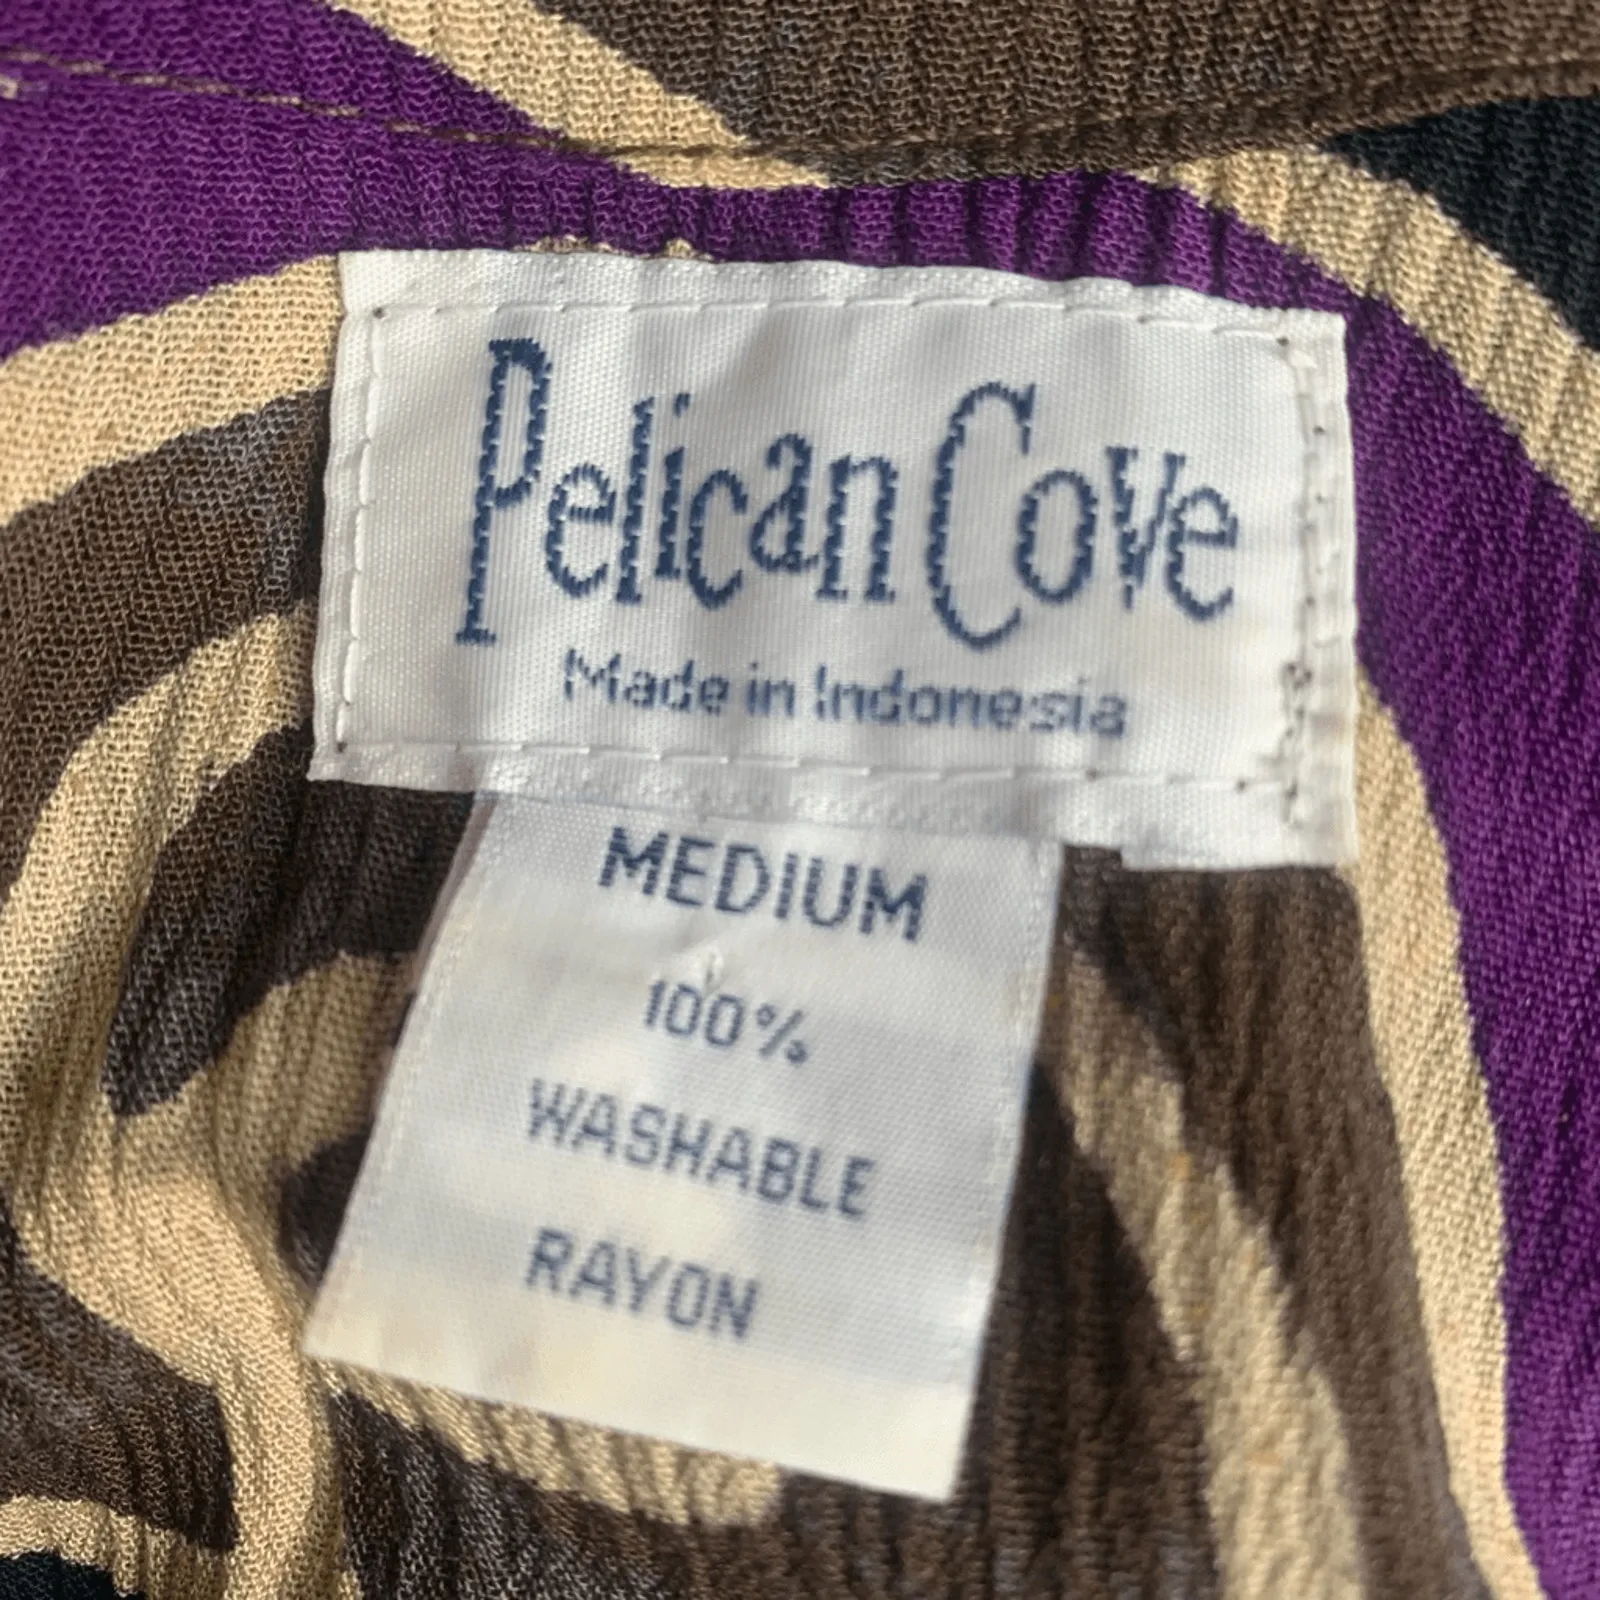 Pelican Cove
Made in Indonesia
MEDIUM
100%
WASHABLE
RAYON